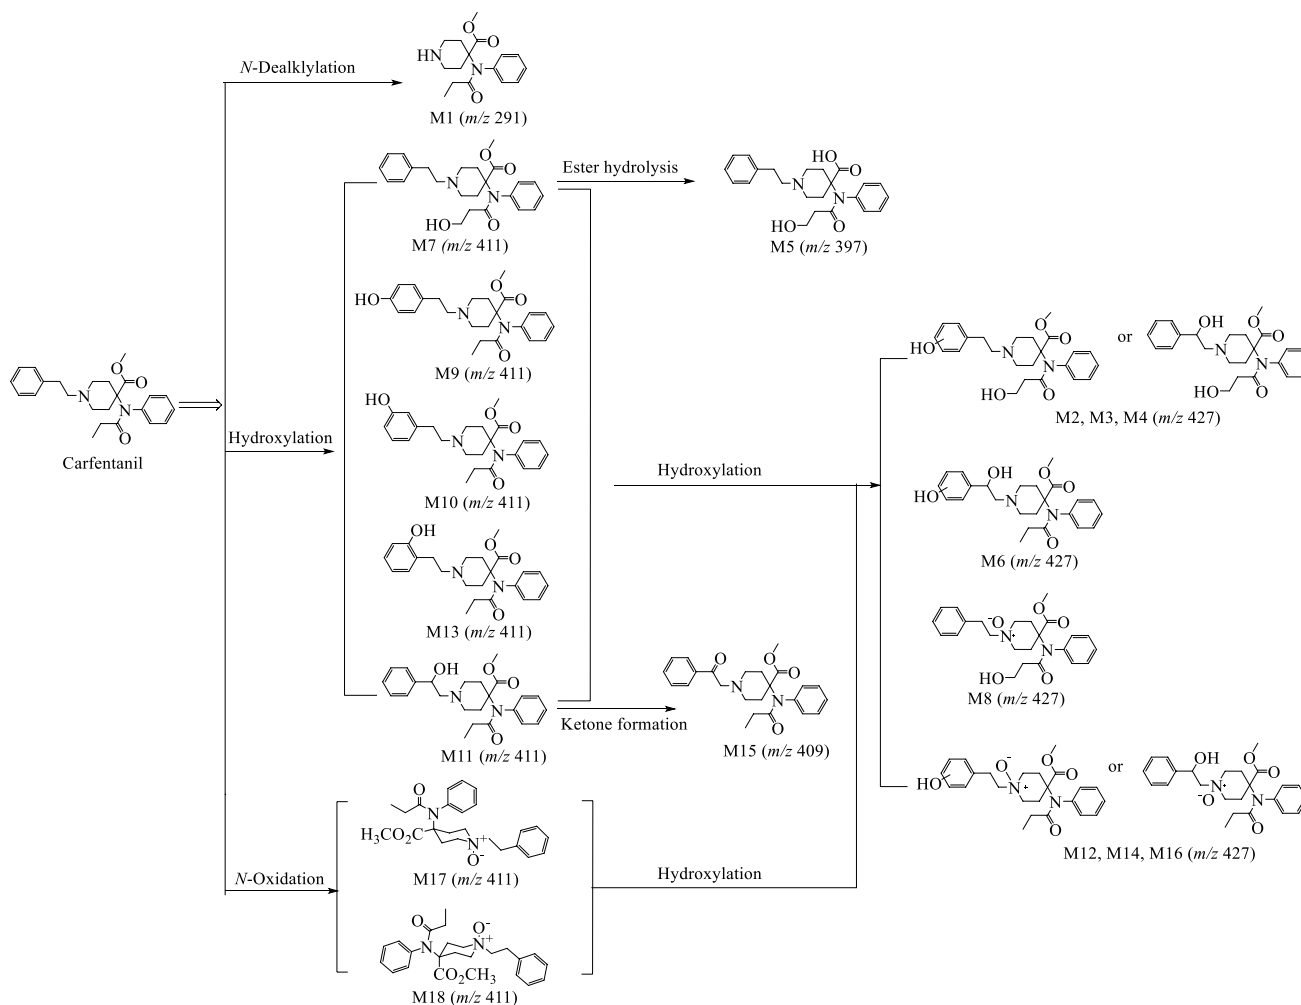 N-Dealklylation
M1 (m/z 291)
Ester hydrolysis
M7 (m/z 411)
M5 (m/z 397)
M9 (m/z 411)
or
M2, M3, M4 (m/z 427)
Carfentanil
Hydroxylation
M10 (m/z 411)
Hydroxylation
M6 (m/z 427)
M13 (m/z 411)
M8 (m/z 427)
M11 (m/z 411)
Ketone formation
M15 (m/z 409)
or
M12, M14, M16 (m/z 427)
N-Oxidation
CH3CO2C
M17 (m/z 411)
Hydroxylation
CO2CH3
M18 (m/z 411)